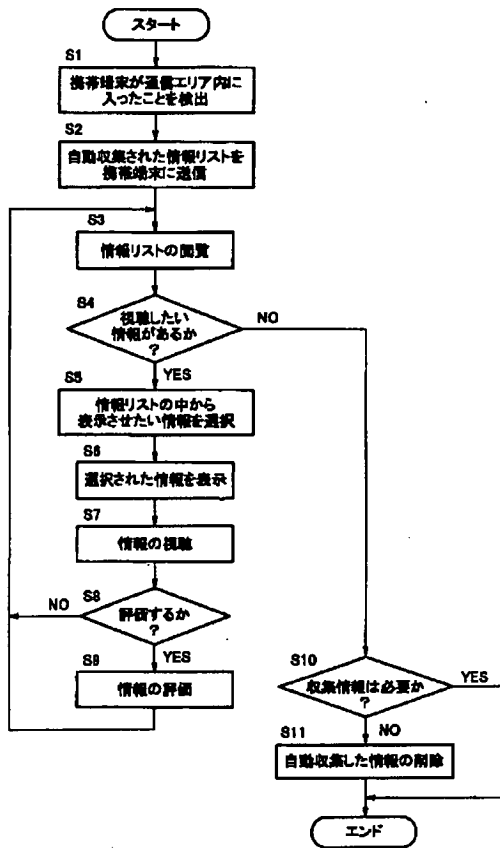 スタート
S1
携帯端末が通信エリア内に
入ったことを検出
S2
自動収集された情報リストを
携帯端末に送信
S3
情報リストの閲覧
S4
視聴したい
情報があるか
?
NO
YES
S5
情報リストの中から
表示させたい情報を選択
S6
選択された情報を表示
S7
情報の視聴
S8
評価するか
?
NO
YES
S9
情報の評価
S10
収集情報は必要か
?
YES
NO
S11
自動収集した情報の削除
エンド